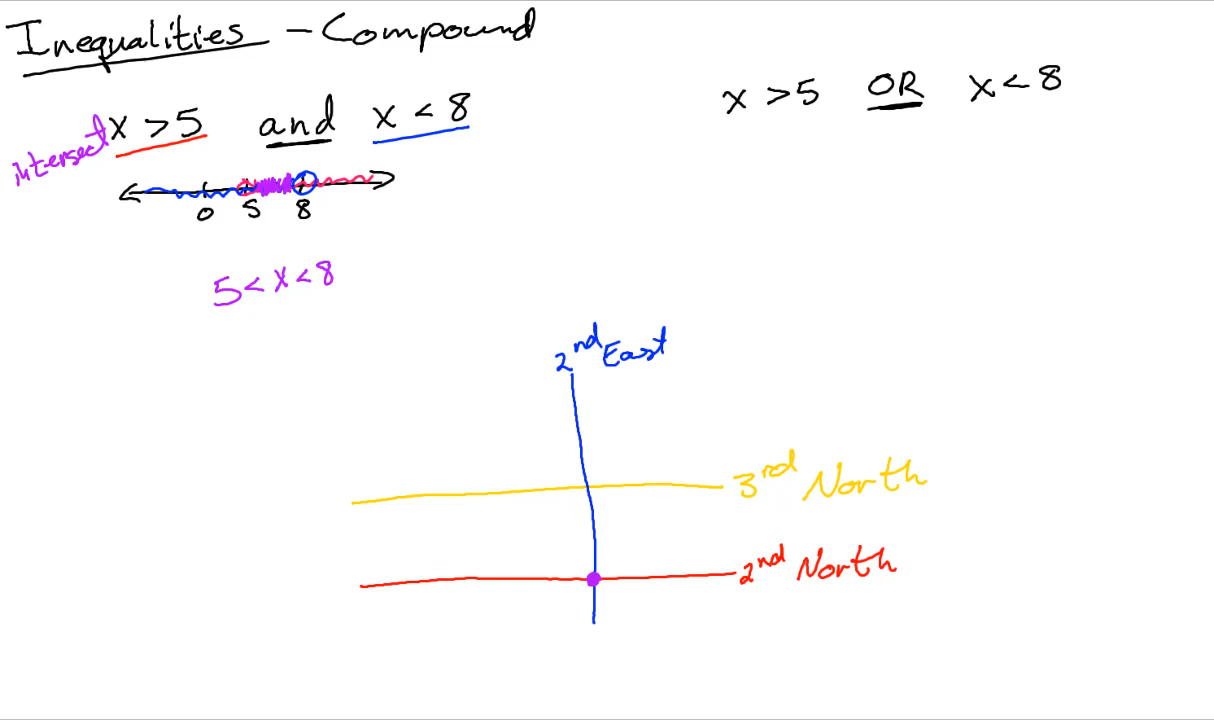 Inequalities - Compound
x > 5 and x < 8
x > 5 OR x < 8
intersect
0 5 8
5 < x < 8
2nd East
3rd North
2nd North